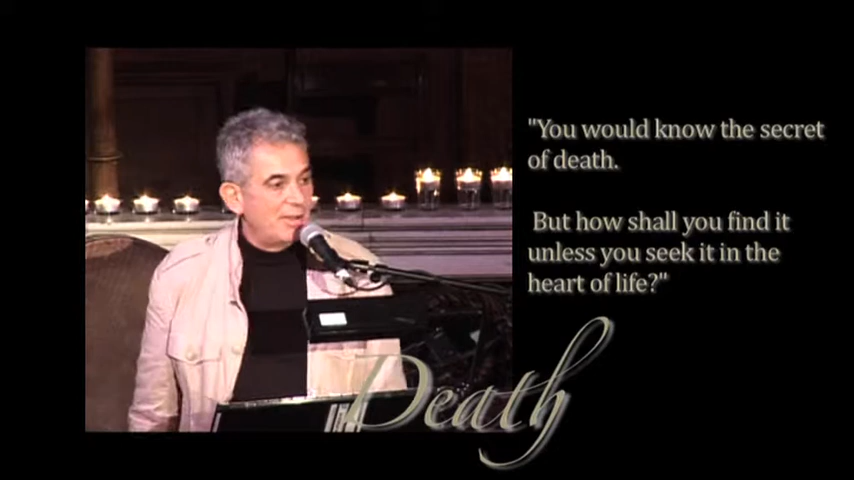 "You would know the secret
of death.
But how shall you find it
unless you seek it in the
heart of life?"
Death